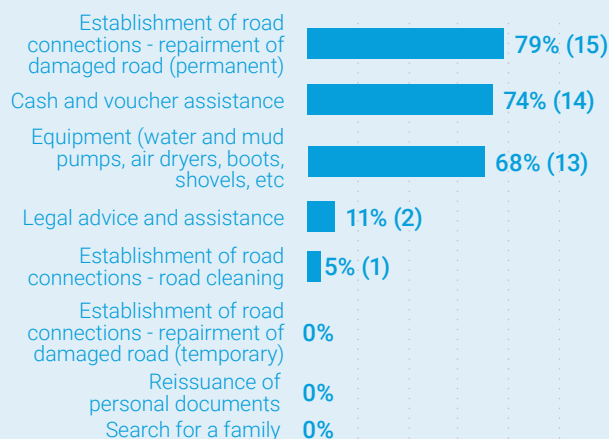 Establishment of road
connections - repairment of
damaged road (permanent)
79% (15)
Cash and voucher assistance
74% (14)
Equipment (water and mud
pumps, air dryers, boots,
shovels, etc
68% (13)
Legal advice and assistance
11% (2)
Establishment of road
connections - road cleaning
5% (1)
Establishment of road
connections - repairment of
damaged road (temporary)
0%
Reissuance of
personal documents
0%
Search for a family
0%